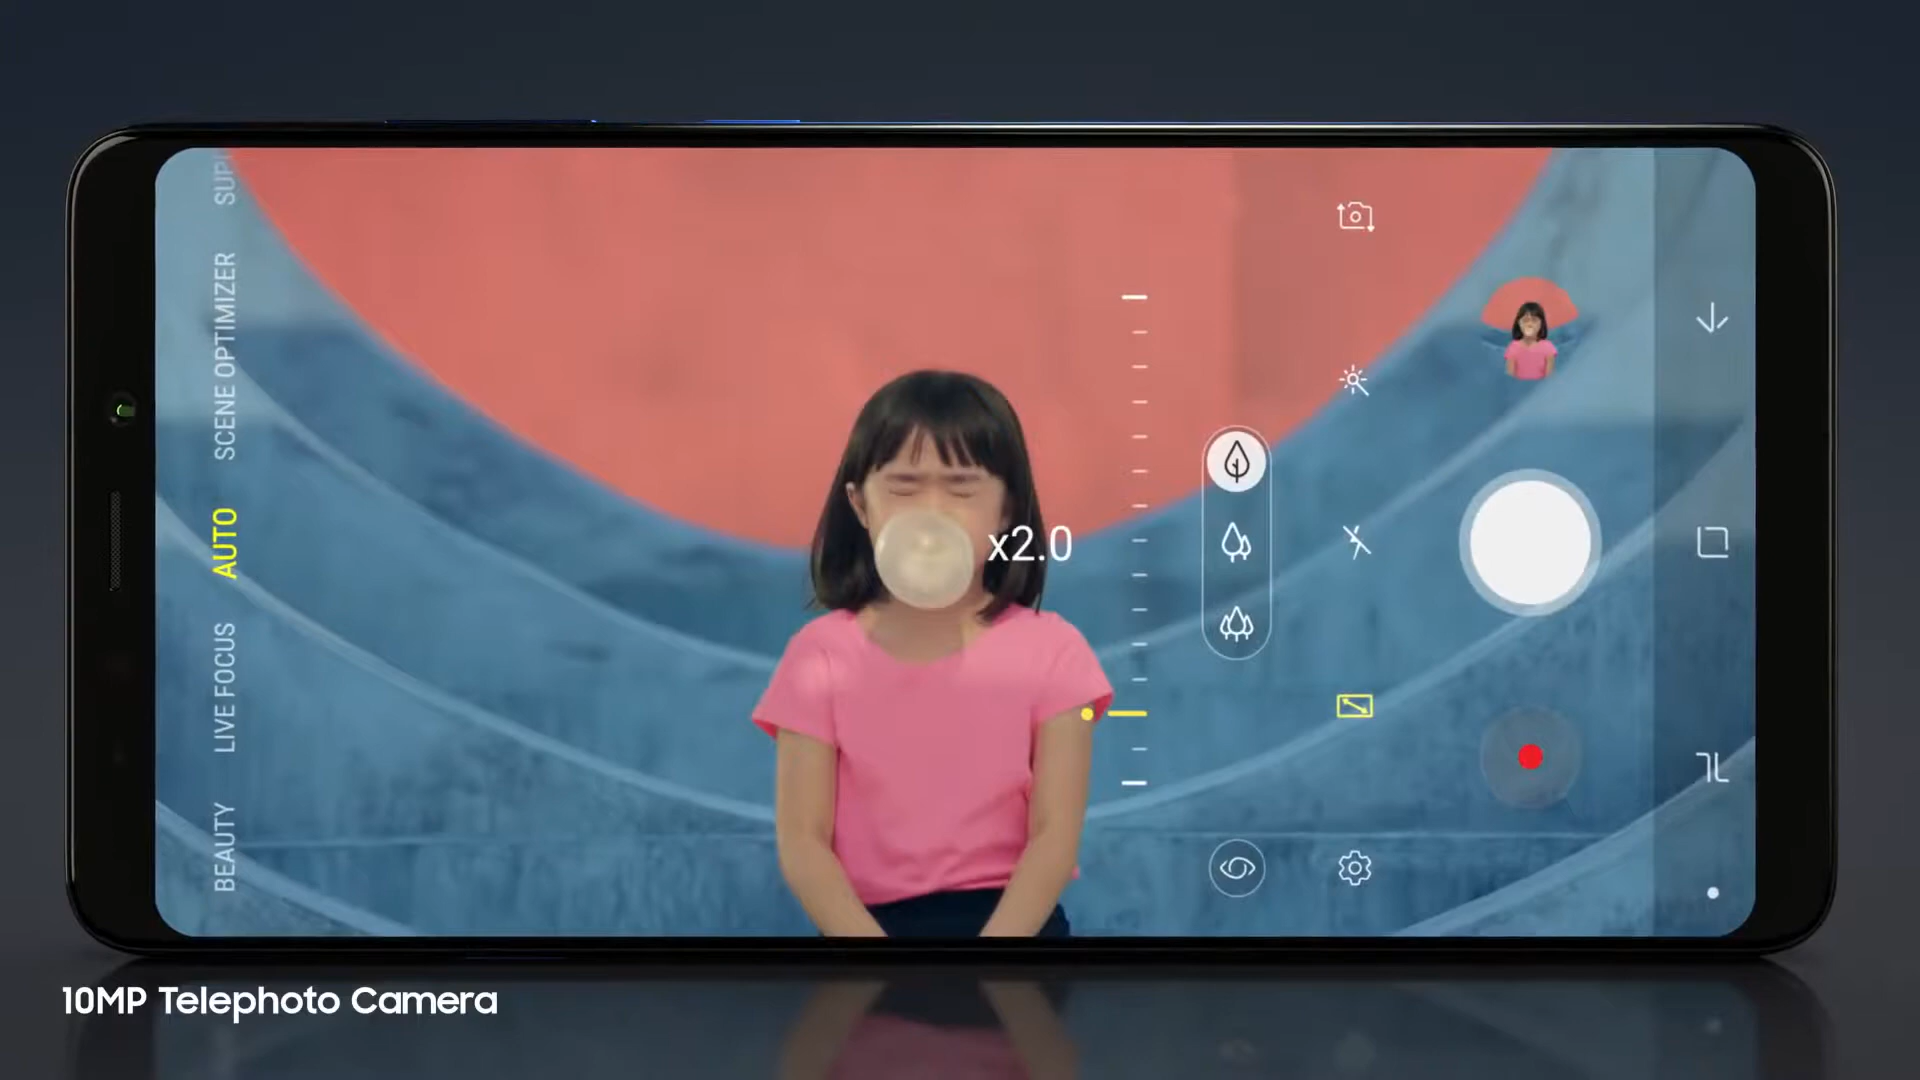 SUP
SCENE OPTIMIZER
AUTO
LIVE FOCUS
BEAUTY
x2.0
10MP Telephoto Camera